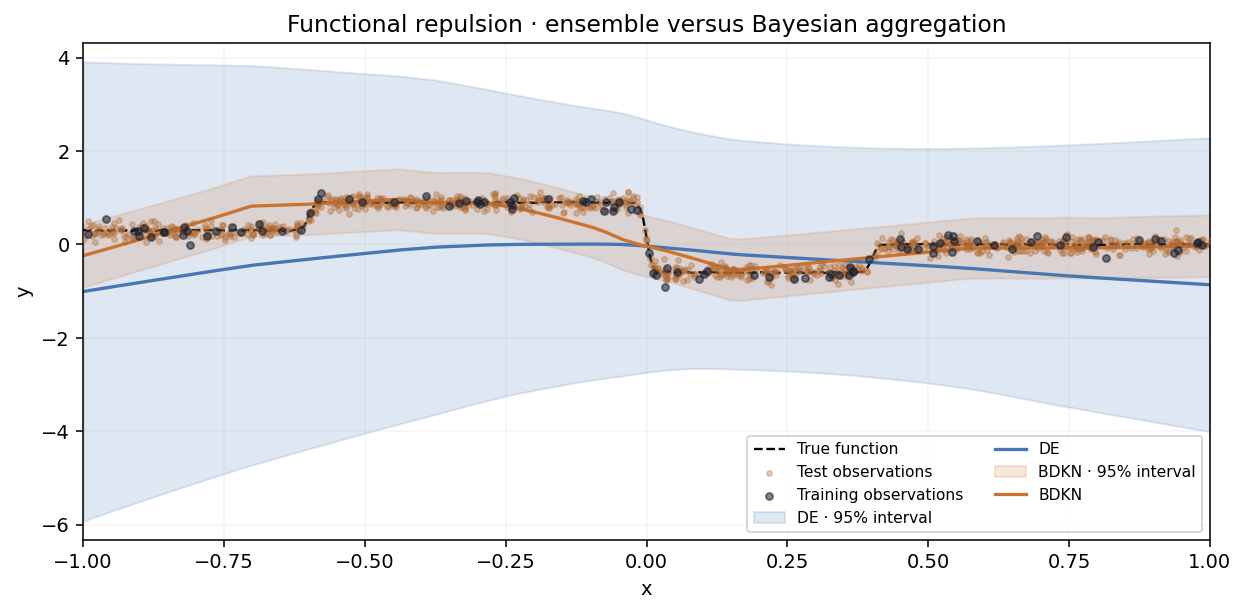 Functional repulsion · ensemble versus Bayesian aggregation
4
2
0
−2
−4
−6
y
−1.00 −0.75 −0.50 −0.25 0.00 0.25 0.50 0.75 1.00
x
True function
Test observations
Training observations
DE · 95% interval
DE
BDKN · 95% interval
BDKN